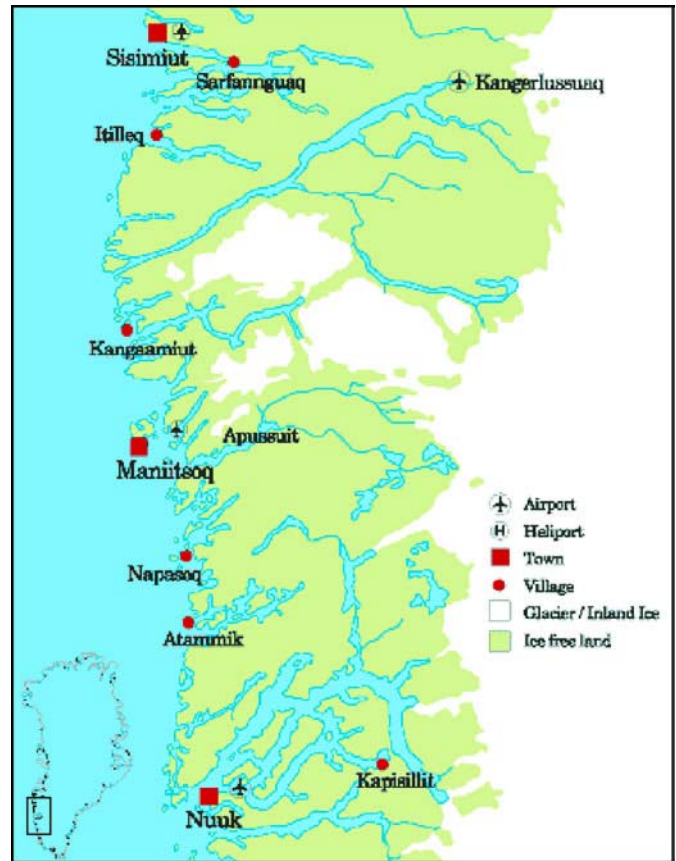 Sisimiut
Sarfannguaq
Kangerlussuaq
Itilleq
Kangaamiut
Apussuit
Maniitsoq
Airport
H Heliport
Town
Napasoq
Village
Glacier / Inland Ice
Atammik
Ice free land
Kapisillit
Nuuk